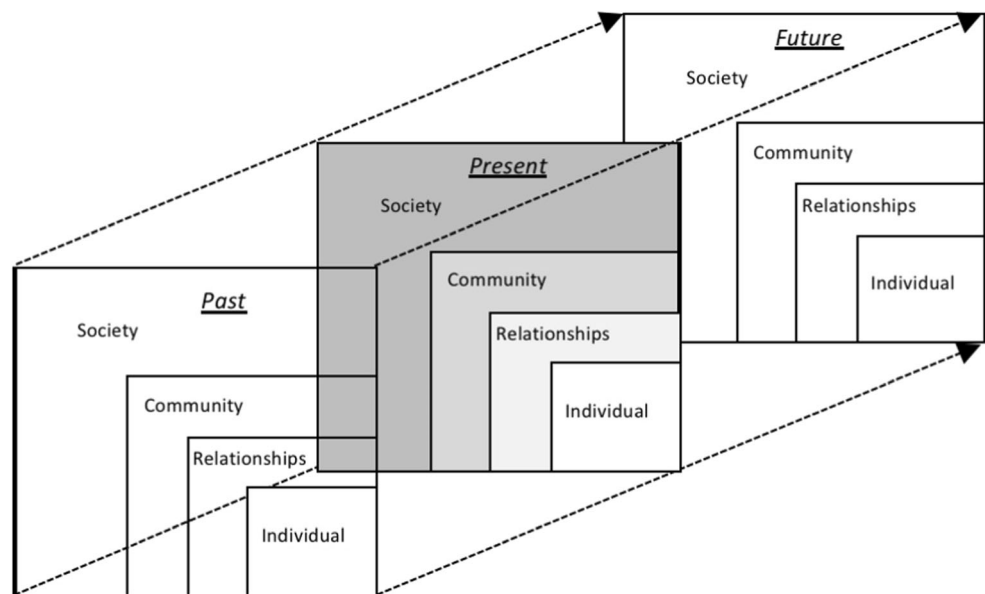 Future
Society
Community
Relationships
Individual
Present
Society
Community
Relationships
Individual
Past
Society
Community
Relationships
Individual